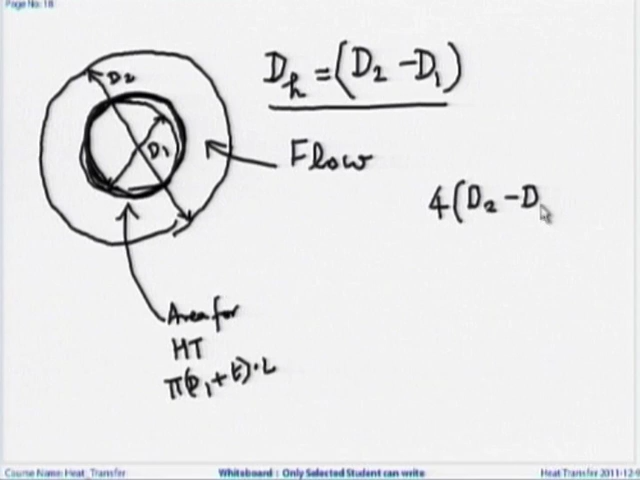 Page No: 18
D2
D1
Dh = (D2 - D1)
Flow
4(D2 - D
Area for
HT
π(D1 + t)·L
Course Name: Heat_Transfer
Whiteboard : Only Selected Student can write
Heat Transfer 2011-12-